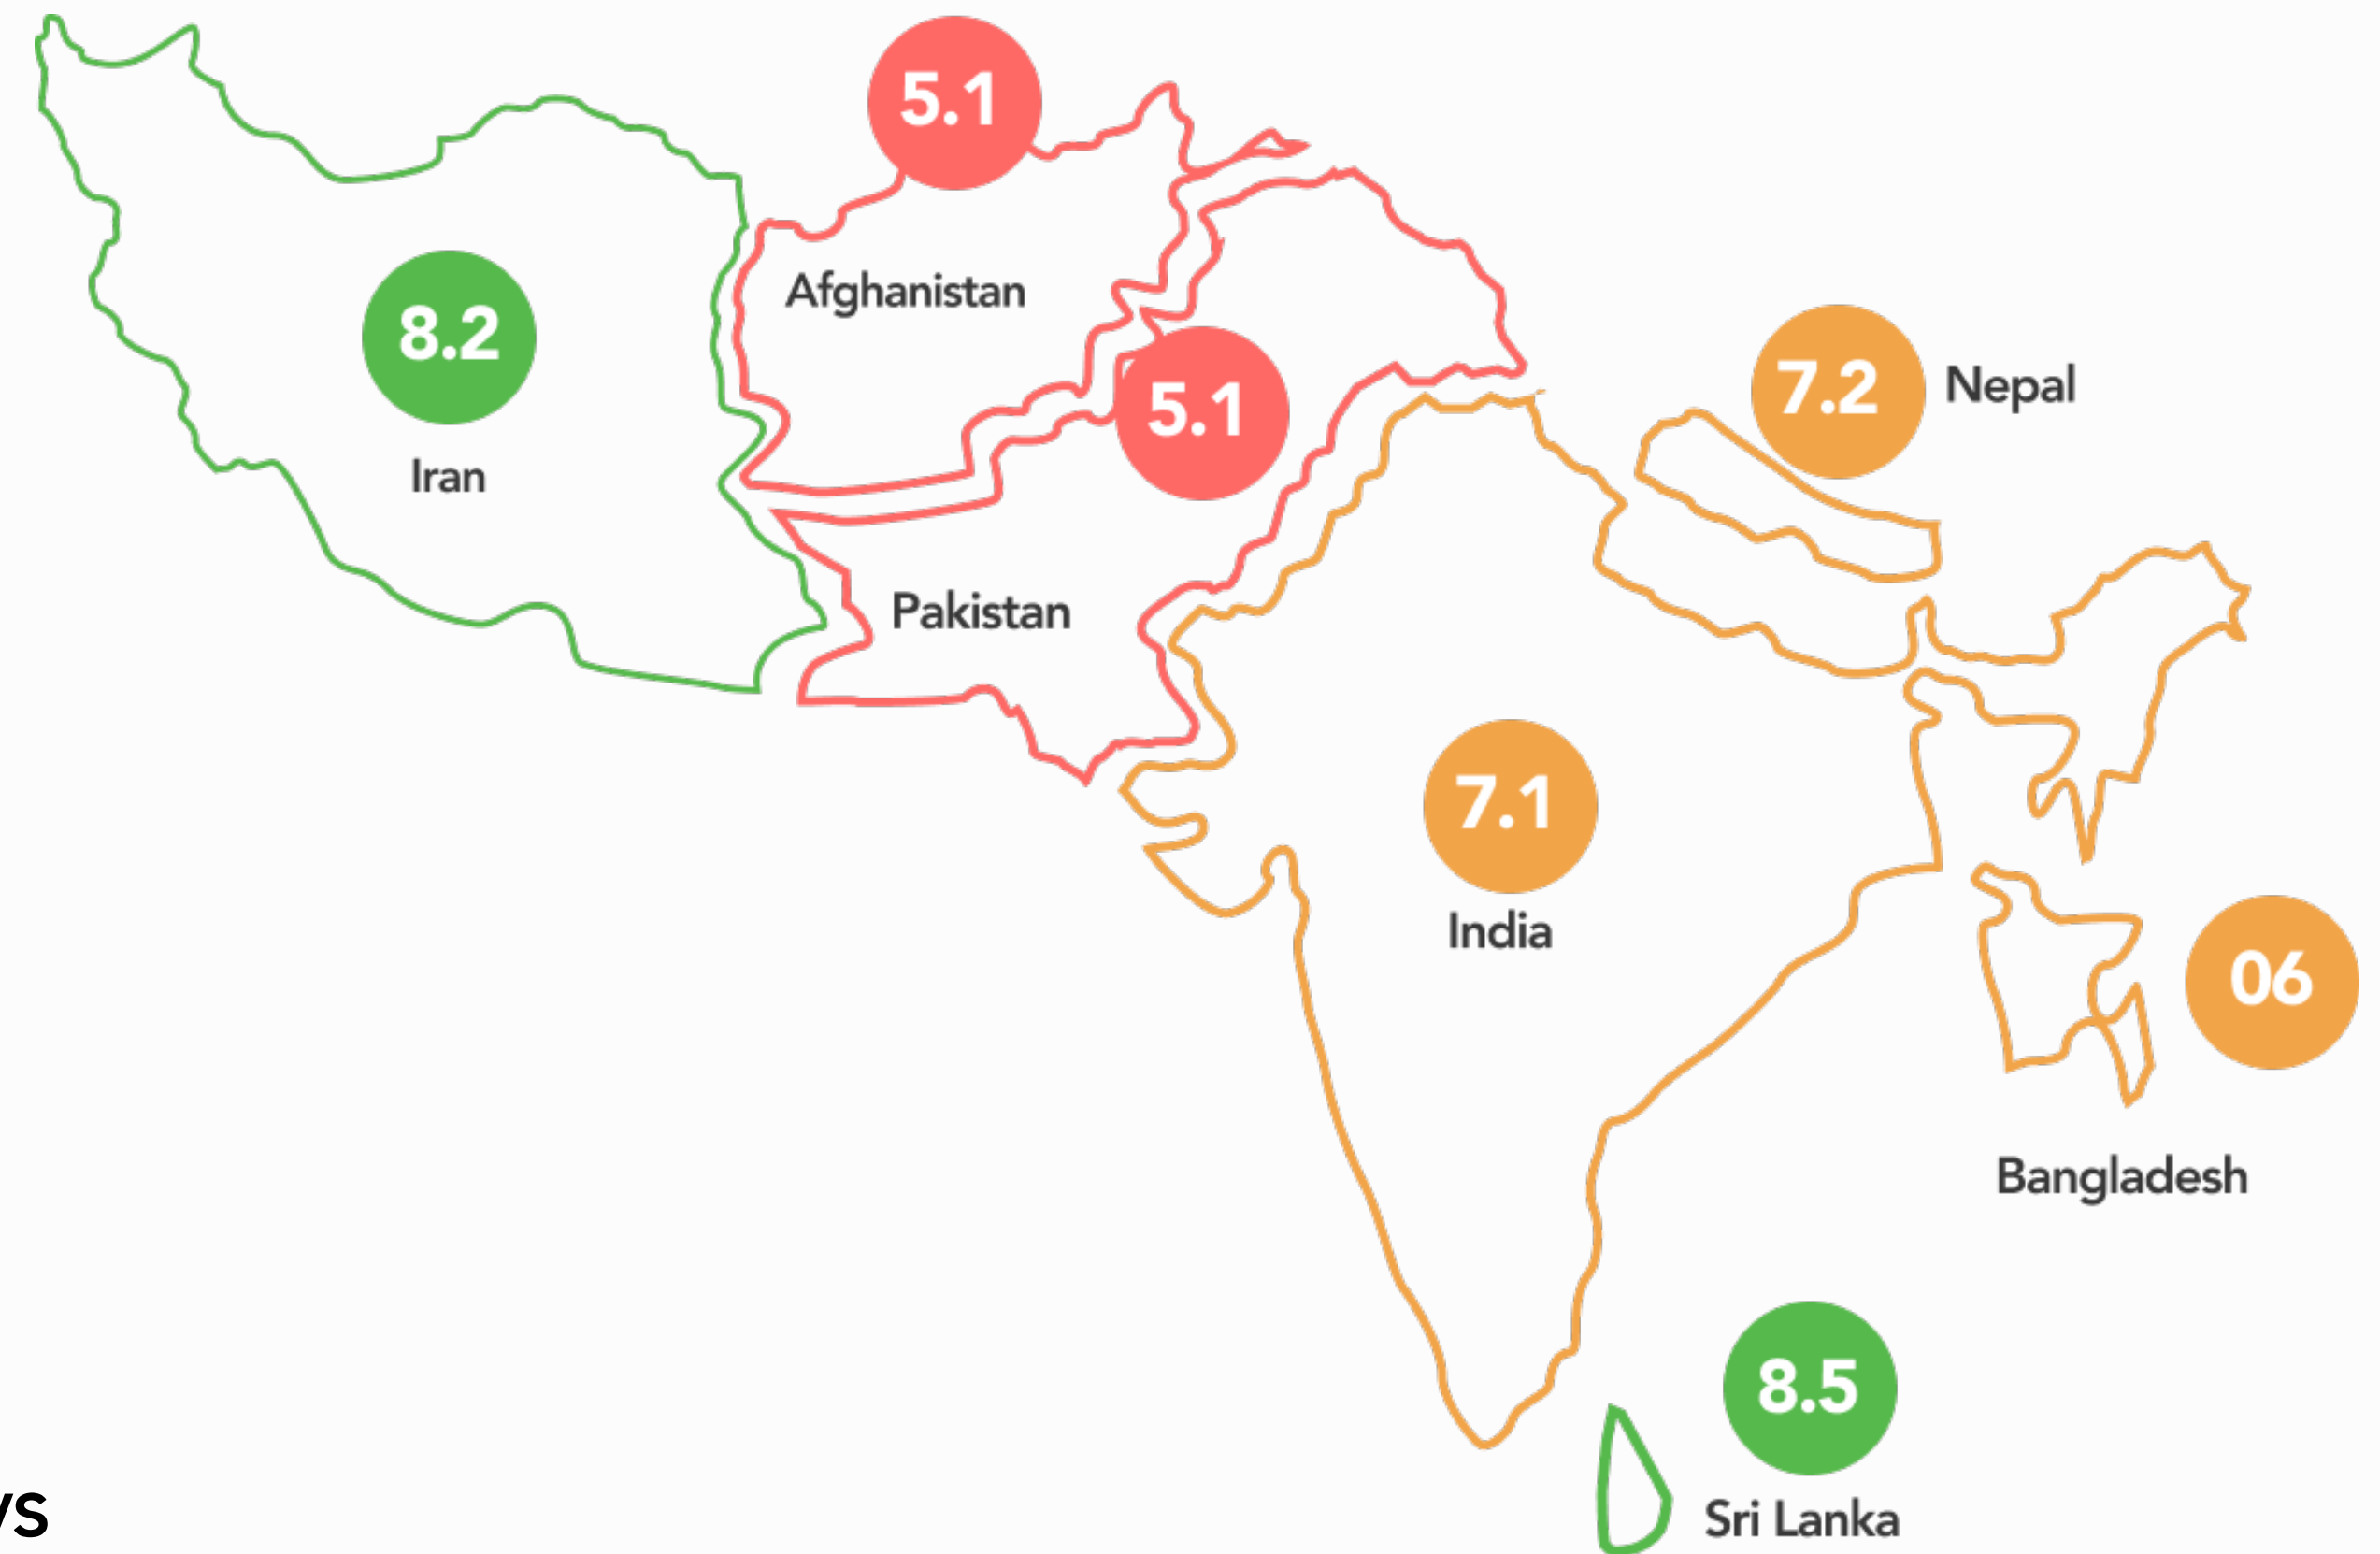 5.1
Afghanistan
8.2
Iran
5.1
Pakistan
7.2
Nepal
7.1
India
06
Bangladesh
8.5
Sri Lanka